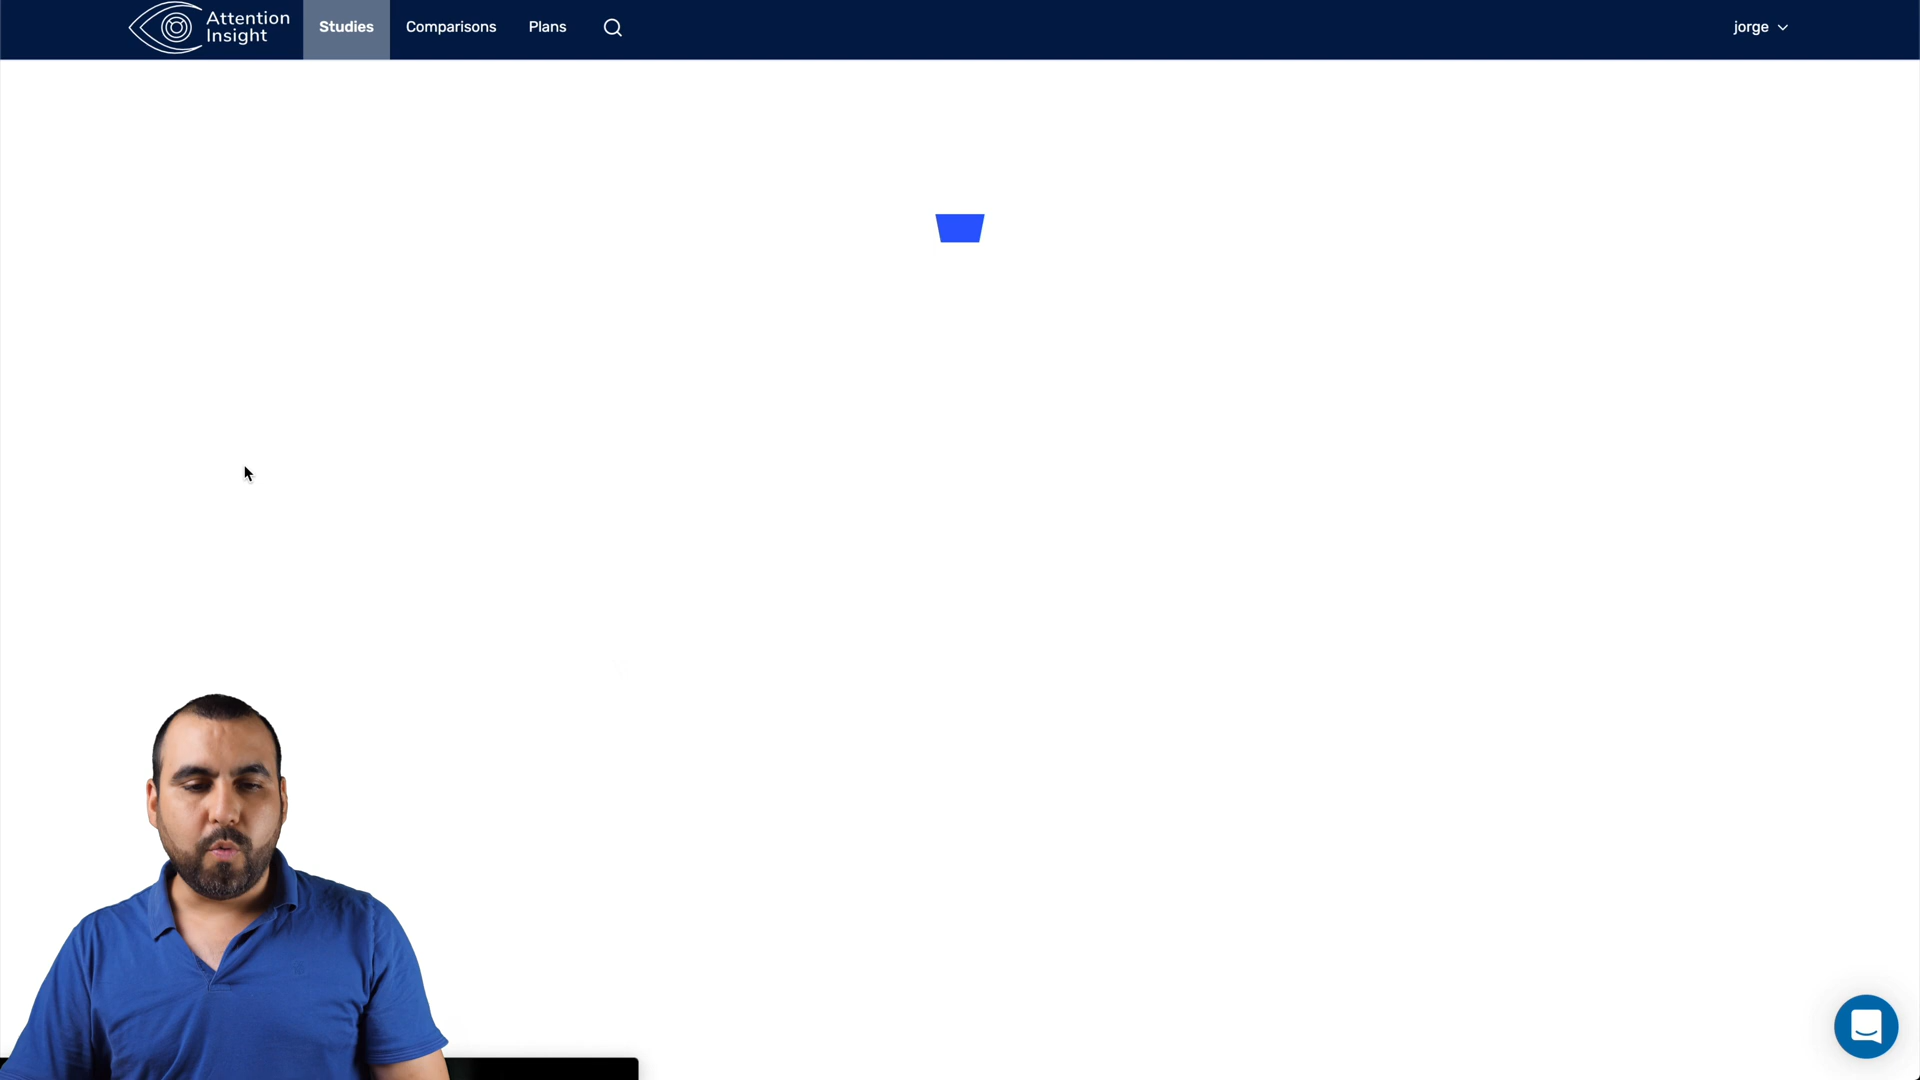 Attention
Insight
Studies
Comparisons
Plans
jorge